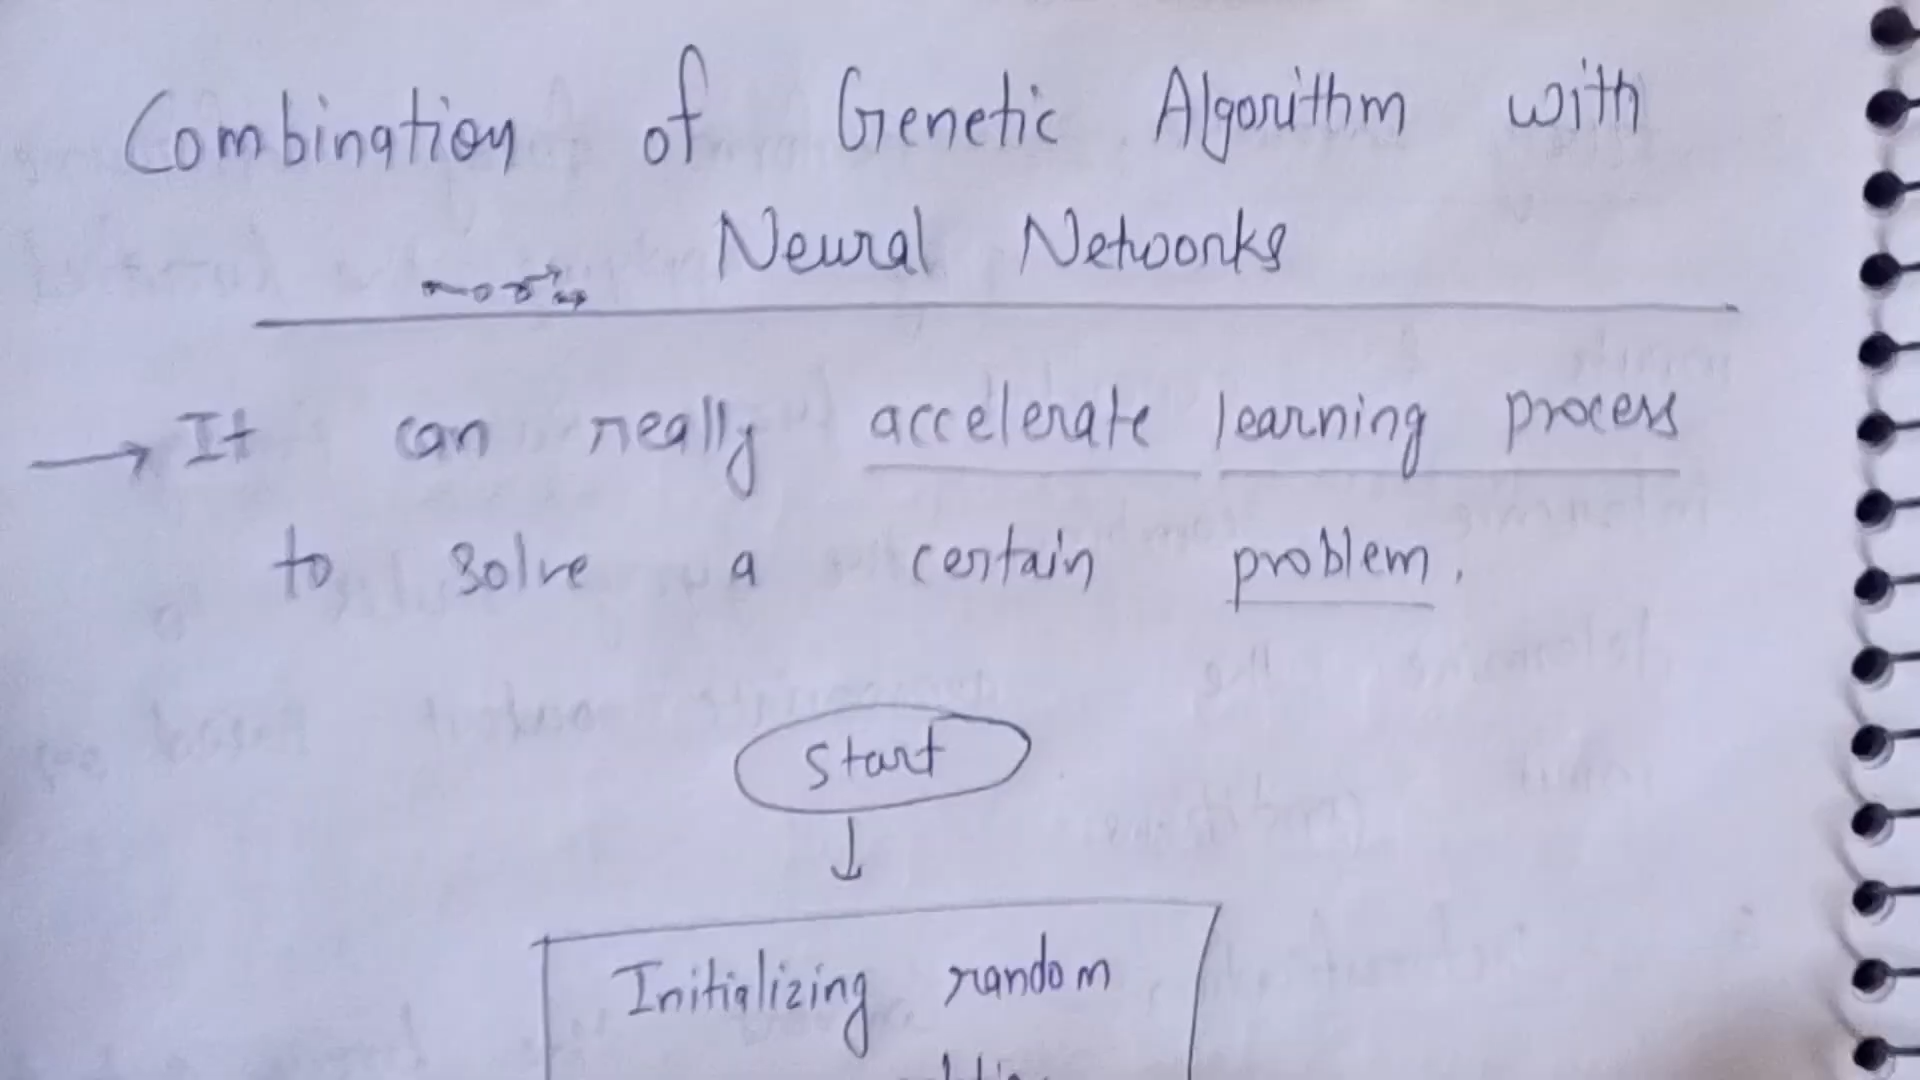 Combination of Genetic Algorithm with
Neural Networks
→ It can really accelerate learning process
to solve a certain problem.
Start
Initializing random